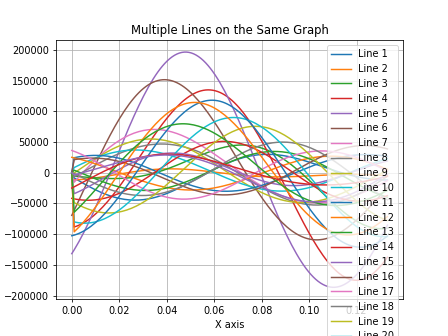 Multiple Lines on the Same Graph
200000
150000
100000
50000
0
−50000
−100000
−150000
−200000
0.00
0.02
0.04
0.06
0.08
0.10
X axis
Line 1
Line 2
Line 3
Line 4
Line 5
Line 6
Line 7
Line 8
Line 9
Line 10
Line 11
Line 12
Line 13
Line 14
Line 15
Line 16
Line 17
Line 18
Line 19
Line 20